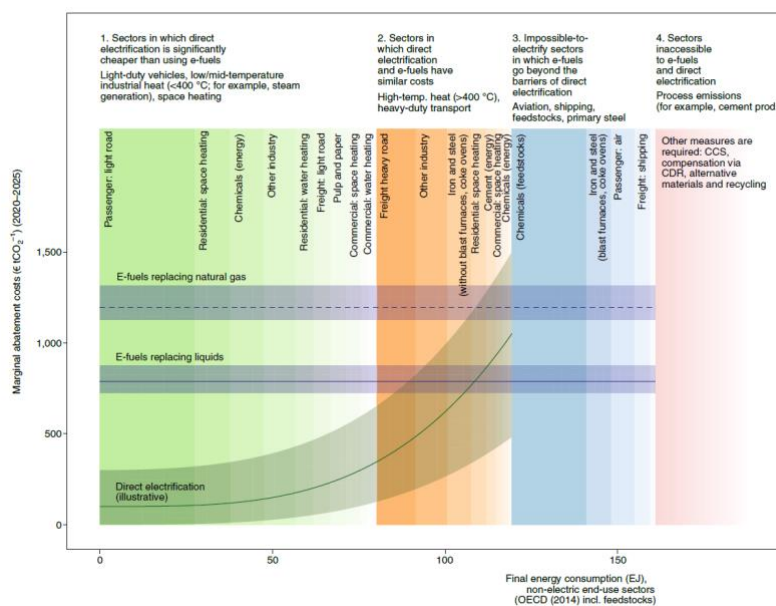 1. Sectors in which direct
electrification is significantly
cheaper than using e-fuels
Light-duty vehicles, low/mid-temperature
industrial heat (<400 °C; for example, steam
generation), space heating
2. Sectors in
which direct
electrification
and e-fuels have
similar costs
High-temp. heat (>400 °C),
heavy-duty transport
3. Impossible-to-
electrify sectors
in which e-fuels
go beyond the
barriers of direct
electrification
Aviation, shipping,
feedstocks, primary steel
4. Sectors
inaccessible
to e-fuels
and direct
electrification
Process emissions
(for example, cement prod
Passenger: light road
Residential: space heating
Chemicals (energy)
Other industry
Residential: water heating
Freight: light road
Pulp and paper
Commercial: space heating
Commercial: water heating
Freight heavy road
Other industry
Iron and steel
(without blast furnaces, coke ovens)
Residential: space heating
Cement (energy)
Commercial: space heating
Chemicals (energy)
Chemicals (feedstocks)
Iron and steel
(blast furnaces, coke ovens)
Passenger: air
Freight: shipping
Other measures are
required: CCS,
compensation via
CDR, alternative
materials and recycling
Marginal abatement costs (€ tCO₂⁻¹) (2020–2025)
1,500
1,000
500
0
E-fuels replacing natural gas
E-fuels replacing liquids
Direct electrification
(illustrative)
0
50
100
150
Final energy consumption (EJ),
non-electric end-use sectors
(OECD (2014) incl. feedstocks)